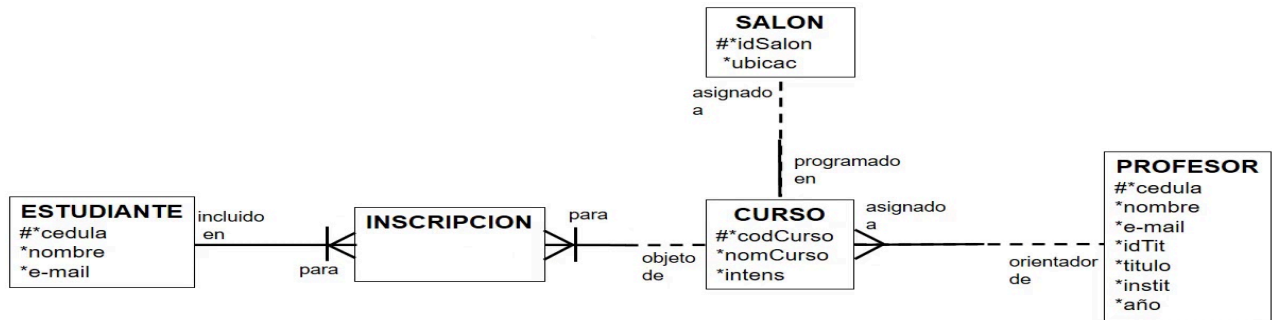 SALON
#*idSalon
*ubicac
asignado
a
programado
en
PROFESOR
#*cedula
*nombre
*e-mail
*idTit
*titulo
*instit
*año
ESTUDIANTE
#*cedula
*nombre
*e-mail
incluido
en
para
INSCRIPCION
para
objeto
de
CURSO
#*codCurso
*nomCurso
*intens
asignado
a
orientador
de